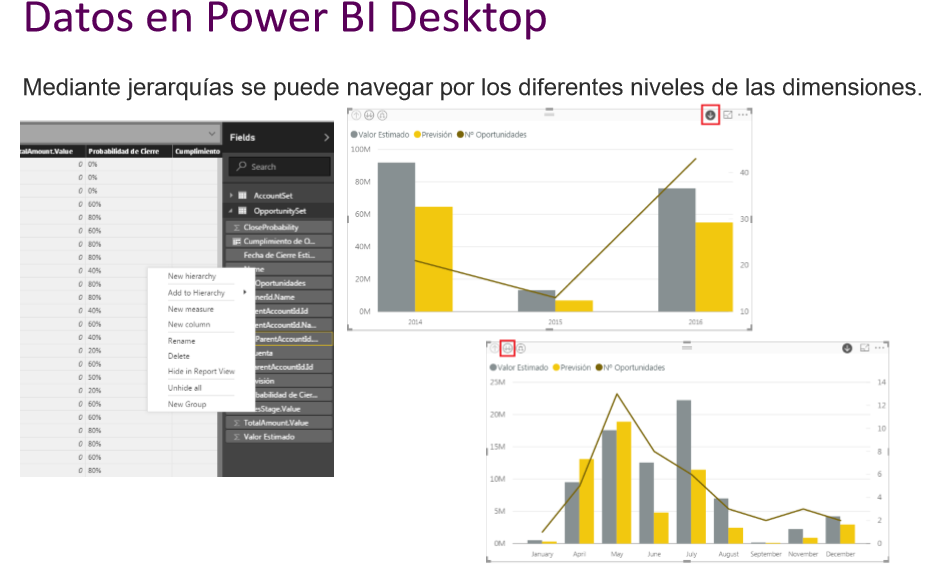 Datos en Power BI Desktop
Mediante jerarquías se puede navegar por los diferentes niveles de las dimensiones.
Fields
Search
talAmount.Value Probabilidad de Cierre Cumplimiento
0 0%
0 0%
0 0%
0 60%
0 80%
0 60%
0 80%
0 80%
0 40%
0 80%
0 80%
0 40%
0 60%
0 40%
0 20%
0 60%
0 20%
0 60%
0 60%
0 80%
0 80%
0 60%
0 80%
AccountSet
OpportunitySet
CloseProbability
Cumplimiento de O...
Fecha de Cierre Esti...
Oportunidades
nerId.Name
entAccountId.Id
entAccountId.Na...
ParentAccountId....
uenta
arentAccountId.Id
visión
babilidad de Cier...
esStage.Value
TotalAmount.Value
Valor Estimado
New hierarchy
Add to Hierarchy
New measure
New column
Rename
Delete
Hide in Report View
Unhide all
New Group
Valor Estimado Previsión Nº Oportunidades
100M
80M
60M
40M
20M
0M
40
30
20
10
2014 2015 2016
Valor Estimado Previsión Nº Oportunidades
25M
20M
15M
10M
5M
0M
14
12
10
8
6
4
2
0
January April May June July August September November December